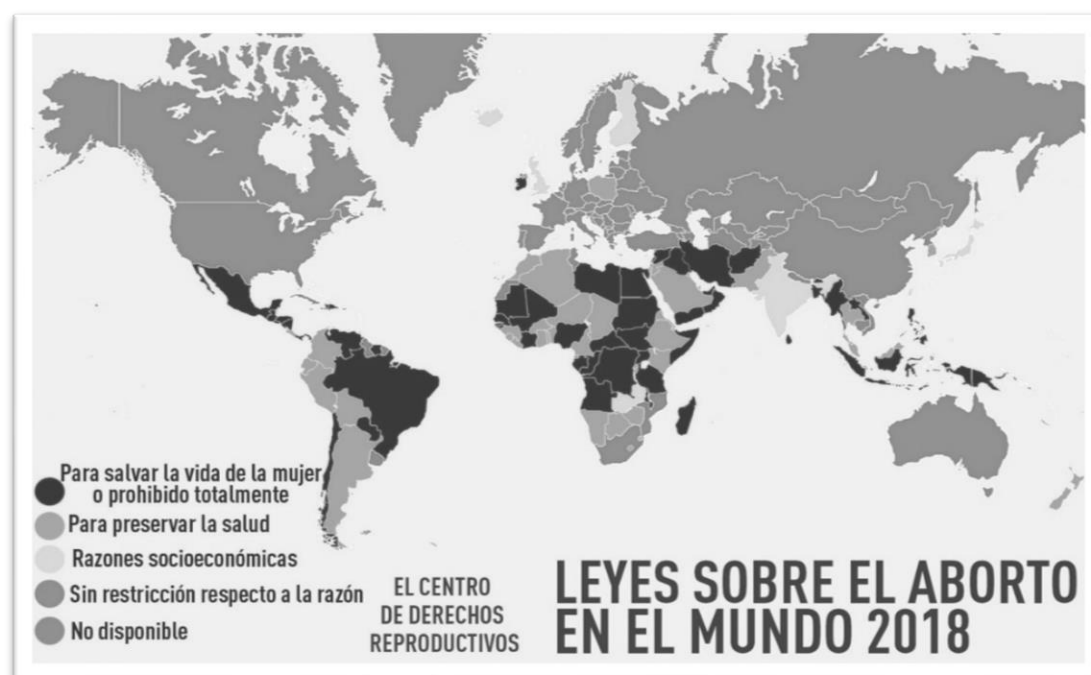 Para salvar la vida de la mujer
o prohibido totalmente
Para preservar la salud
Razones socioeconómicas
Sin restricción respecto a la razón
No disponible
EL CENTRO
DE DERECHOS
REPRODUCTIVOS
LEYES SOBRE EL ABORTO
EN EL MUNDO 2018